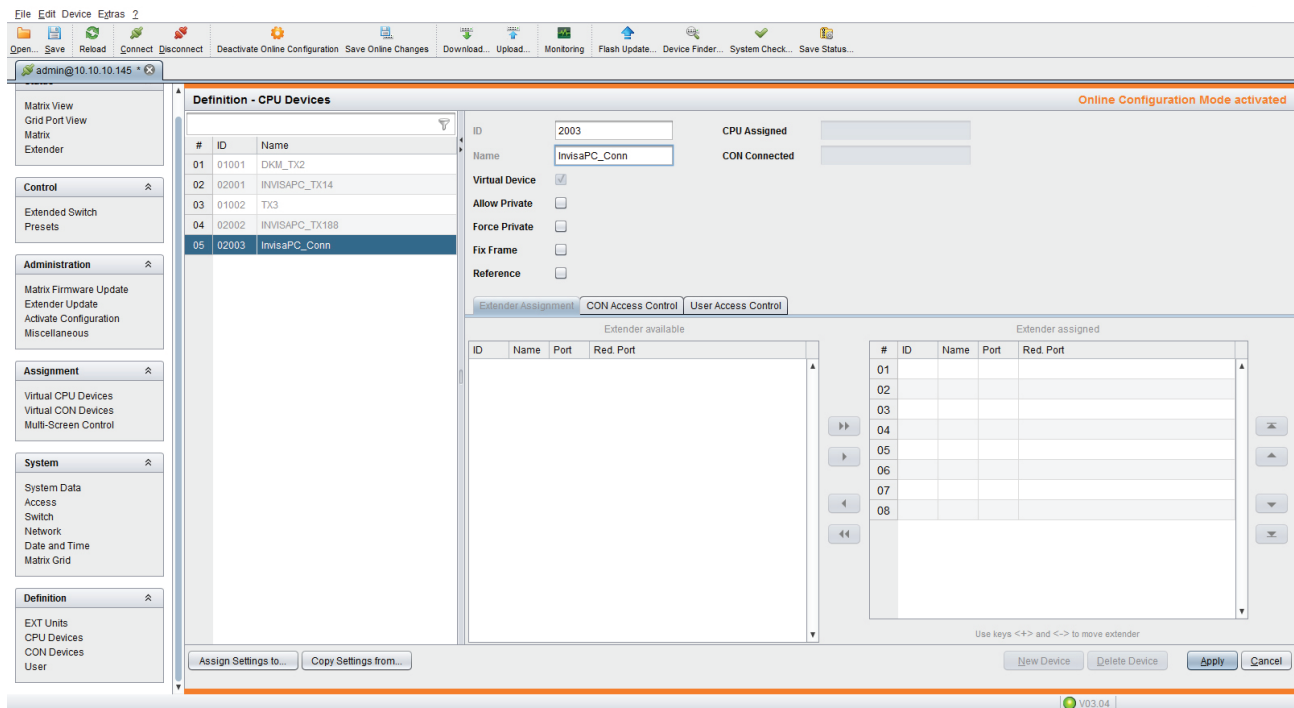 File Edit Device Extras ?
Open... Save Reload Connect Disconnect Deactivate Online Configuration Save Online Changes Download... Upload... Monitoring Flash Update... Device Finder... System Check... Save Status...
admin@10.10.10.145 *
Matrix View
Grid Port View
Matrix
Extender
Control
Extended Switch
Presets
Administration
Matrix Firmware Update
Extender Update
Activate Configuration
Miscellaneous
Assignment
Virtual CPU Devices
Virtual CON Devices
Multi-Screen Control
System
System Data
Access
Switch
Network
Date and Time
Matrix Grid
Definition
EXT Units
CPU Devices
CON Devices
User
Definition - CPU Devices
Online Configuration Mode activated
# ID Name
01 01001 DKM_TX2
02 02001 INVISAPC_TX14
03 01002 TX3
04 02002 INVISAPC_TX188
05 02003 InvisaPC_Conn
ID 2003 CPU Assigned
Name InvisaPC_Conn CON Connected
Virtual Device
Allow Private
Force Private
Fix Frame
Reference
Extender Assignment CON Access Control User Access Control
Extender available
ID Name Port Red. Port
Extender assigned
# ID Name Port Red. Port
01
02
03
04
05
06
07
08
Use keys <+> and <-> to move extender
Assign Settings to... Copy Settings from... New Device Delete Device Apply Cancel
V03.04